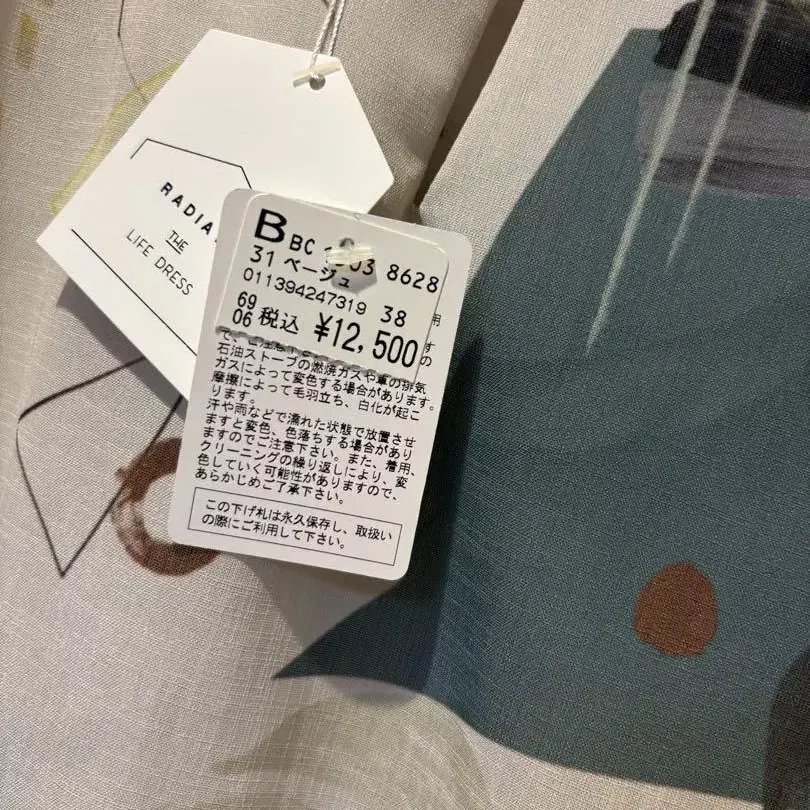 THE
LIFE DRESS
B BC 8628
31 ベージュ
011394247319 38
69
06 税込 ¥12,500
石油ストーブの燃焼ガスや車の排気
ガスによって変色する場合があります。
摩擦によって毛羽立ち、白化が起こ
ります。
汗や雨などで濡れた状態で放置させ
ますと変色、色落ちする場合があり
ますのでご注意下さい。また、着用、
クリーニングの繰り返しにより、変
色していく可能性がありますので、
あらかじめご了承下さい。
この下げ札は永久保存し、取扱い
の際にご利用して下さい。